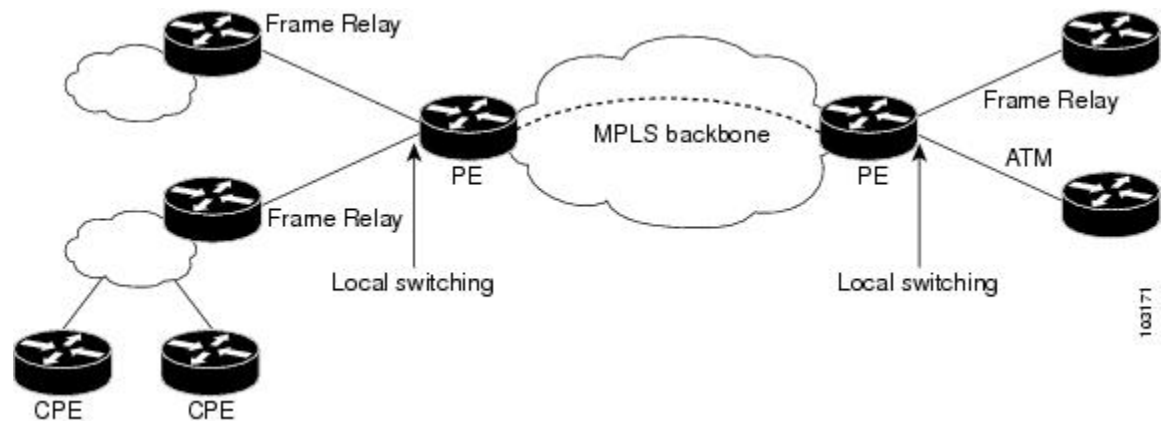 Frame Relay
Frame Relay
MPLS backbone
PE
PE
ATM
Frame Relay
Local switching
Local switching
103171
CPE
CPE